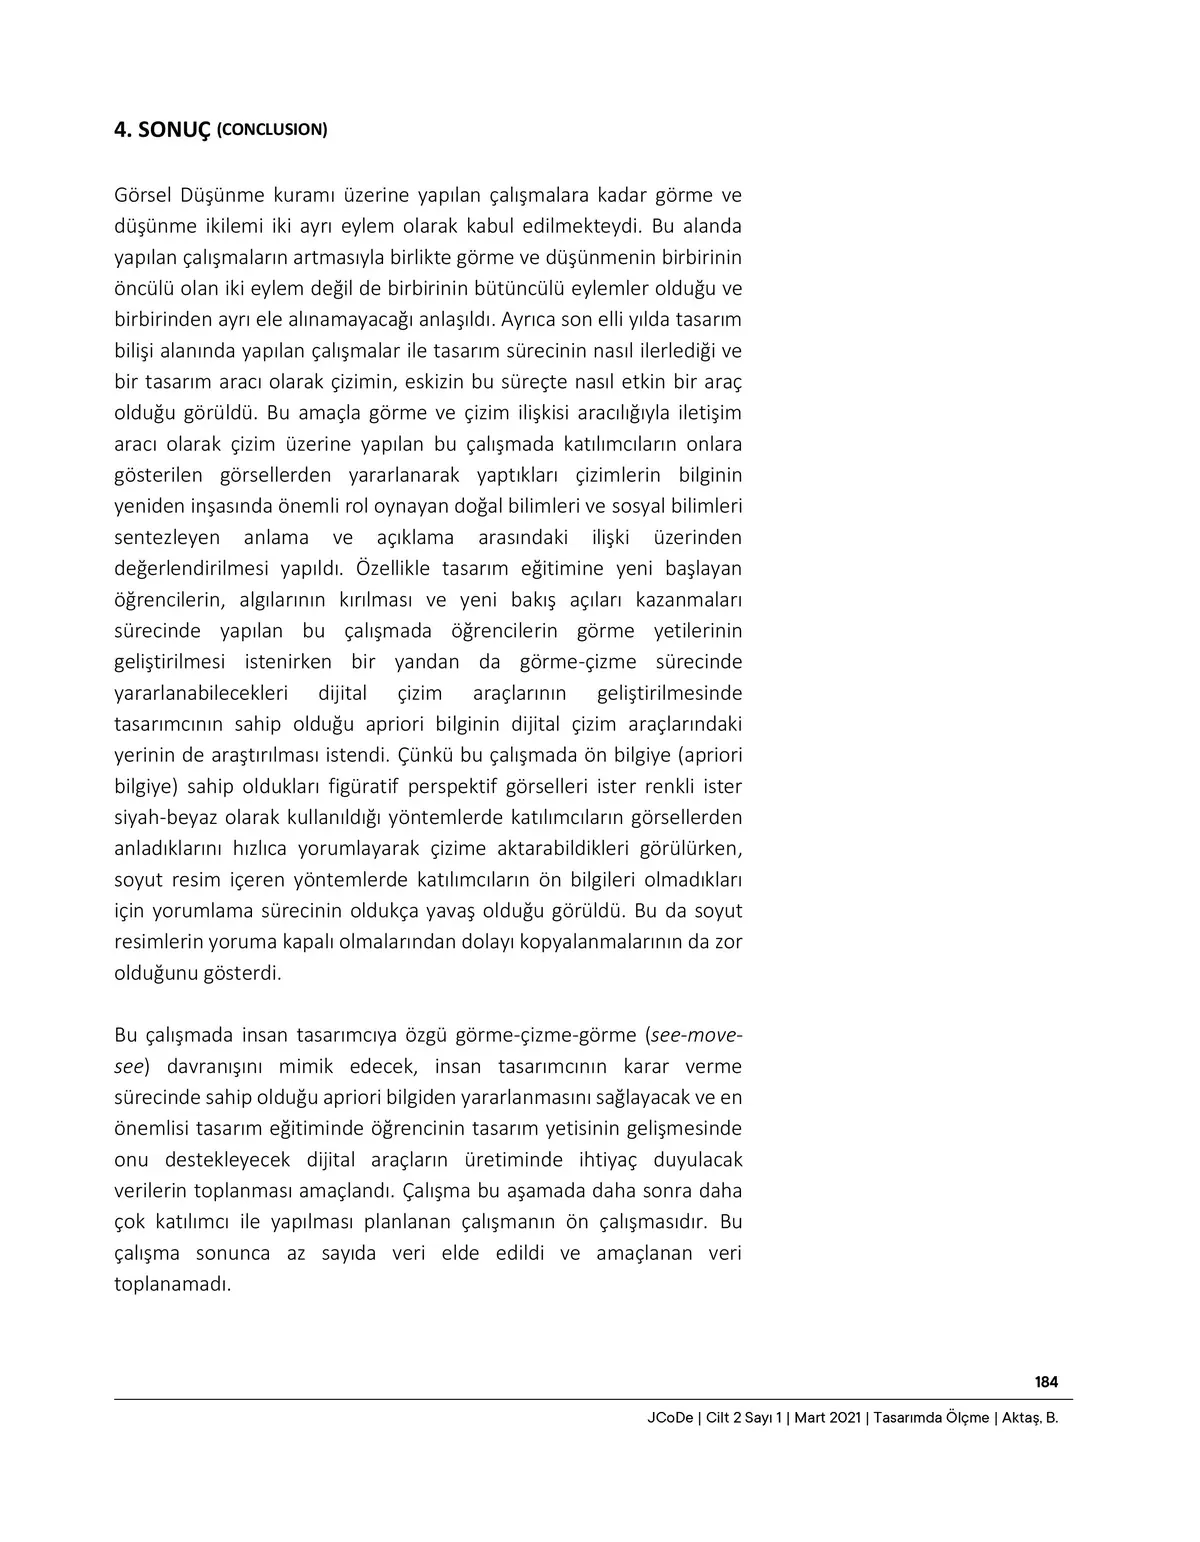 4. SONUÇ (CONCLUSION)
Görsel Düşünme kuramı üzerine yapılan çalışmalara kadar görme ve
düşünme ikilemi iki ayrı eylem olarak kabul edilmekteydi. Bu alanda
yapılan çalışmaların artmasıyla birlikte görme ve düşünmenin birbirinin
öncülü olan iki eylem değil de birbirinin bütüncülü eylemler olduğu ve
birbirinden ayrı ele alınamayacağı anlaşıldı. Ayrıca son elli yılda tasarım
bilişi alanında yapılan çalışmalar ile tasarım sürecinin nasıl ilerlediği ve
bir tasarım aracı olarak çizimin, eskizin bu süreçte nasıl etkin bir araç
olduğu görüldü. Bu amaçla görme ve çizim ilişkisi aracılığıyla iletişim
aracı olarak çizim üzerine yapılan bu çalışmada katılımcıların onlara
gösterilen görsellerden yararlanarak yaptıkları çizimlerin bilginin
yeniden inşasında önemli rol oynayan doğal bilimleri ve sosyal bilimleri
sentezleyen anlama ve açıklama arasındaki ilişki üzerinden
değerlendirilmesi yapıldı. Özellikle tasarım eğitimine yeni başlayan
öğrencilerin, algılarının kırılması ve yeni bakış açıları kazanmaları
sürecinde yapılan bu çalışmada öğrencilerin görme yetilerinin
geliştirilmesi istenirken bir yandan da görme-çizme sürecinde
yararlanabilecekleri dijital çizim araçlarının geliştirilmesinde
tasarımcının sahip olduğu apriori bilginin dijital çizim araçlarındaki
yerinin de araştırılması istendi. Çünkü bu çalışmada ön bilgiye (apriori
bilgiye) sahip oldukları figüratif perspektif görselleri ister renkli ister
siyah-beyaz olarak kullanıldığı yöntemlerde katılımcıların görsellerden
anladıklarını hızlıca yorumlayarak çizime aktarabildikleri görülürken,
soyut resim içeren yöntemlerde katılımcıların ön bilgileri olmadıkları
için yorumlama sürecinin oldukça yavaş olduğu görüldü. Bu da soyut
resimlerin yoruma kapalı olmalarından dolayı kopyalanmalarının da zor
olduğunu gösterdi.
Bu çalışmada insan tasarımcıya özgü görme-çizme-görme (see-move-
see) davranışını mimik edecek, insan tasarımcının karar verme
sürecinde sahip olduğu apriori bilgiden yararlanmasını sağlayacak ve en
önemlisi tasarım eğitiminde öğrencinin tasarım yetisinin gelişmesinde
onu destekleyecek dijital araçların üretiminde ihtiyaç duyulacak
verilerin toplanması amaçlandı. Çalışma bu aşamada daha sonra daha
çok katılımcı ile yapılması planlanan çalışmanın ön çalışmasıdır. Bu
çalışma sonunca az sayıda veri elde edildi ve amaçlanan veri
toplanamadı.
184
JCoDe | Cilt 2 Sayı 1 | Mart 2021 | Tasarımda Ölçme | Aktaş, B.